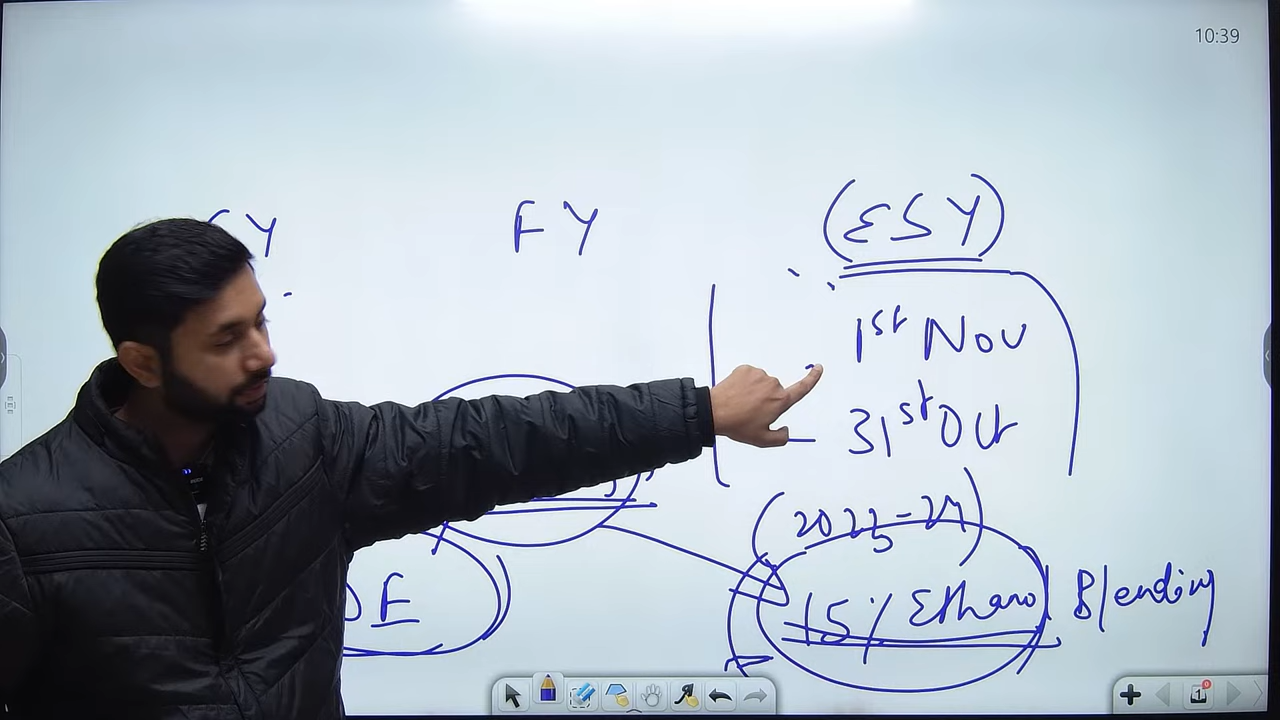 10:39
FY
(ESY)
1st Nov
31st Oct
(2023-24)
15% Ethanol Blending